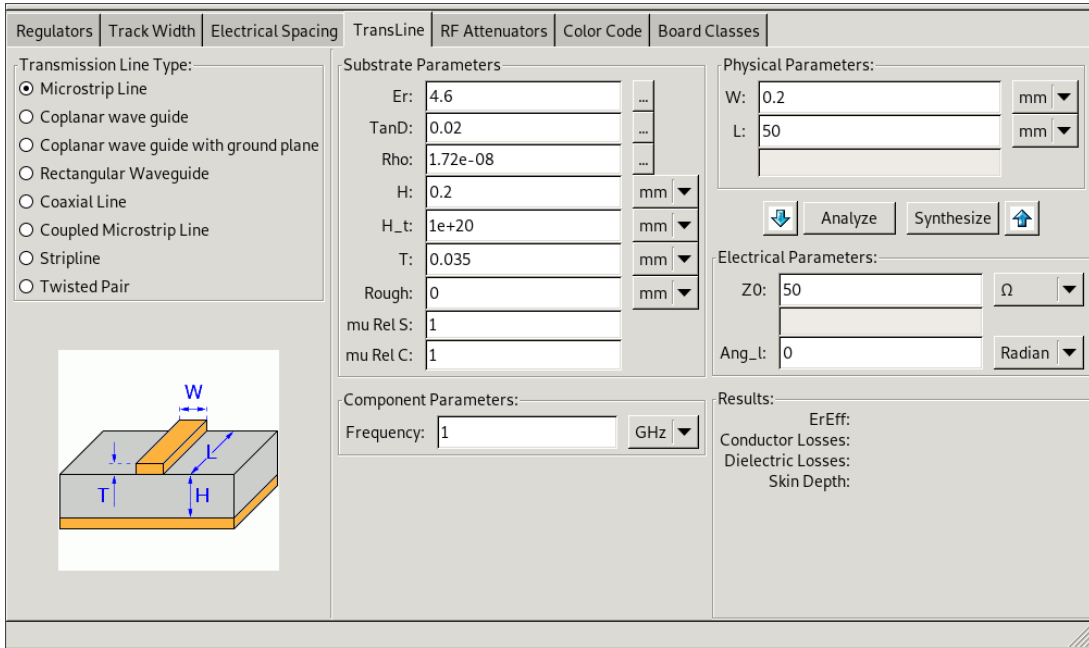 Regulators Track Width Electrical Spacing TransLine RF Attenuators Color Code Board Classes
Transmission Line Type:
Microstrip Line
Coplanar wave guide
Coplanar wave guide with ground plane
Rectangular Waveguide
Coaxial Line
Coupled Microstrip Line
Stripline
Twisted Pair
W
L
T
H
Substrate Parameters
Er: 4.6 ...
TanD: 0.02 ...
Rho: 1.72e-08 ...
H: 0.2 mm
H_t: 1e+20 mm
T: 0.035 mm
Rough: 0 mm
mu Rel S: 1
mu Rel C: 1
Component Parameters:
Frequency: 1 GHz
Physical Parameters:
W: 0.2 mm
L: 50 mm
Analyze Synthesize
Electrical Parameters:
Z0: 50 Ω
Ang_l: 0 Radian
Results:
ErEff:
Conductor Losses:
Dielectric Losses:
Skin Depth: